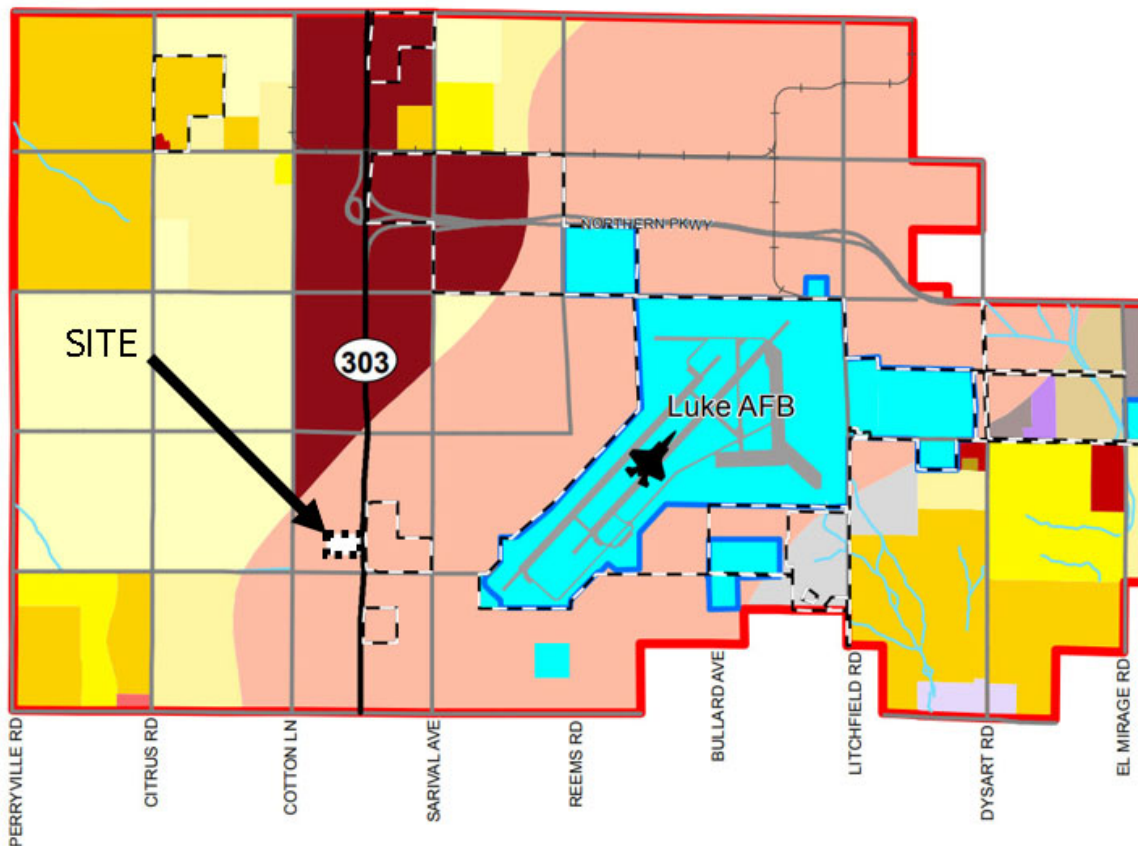 NORTHERN PKWY
SITE
303
Luke AFB
PERRYVILLE RD
CITRUS RD
COTTON LN
SARIVAL AVE
REEMS RD
BULLARD AVE
LITCHFIELD RD
DYSART RD
EL MIRAGE RD